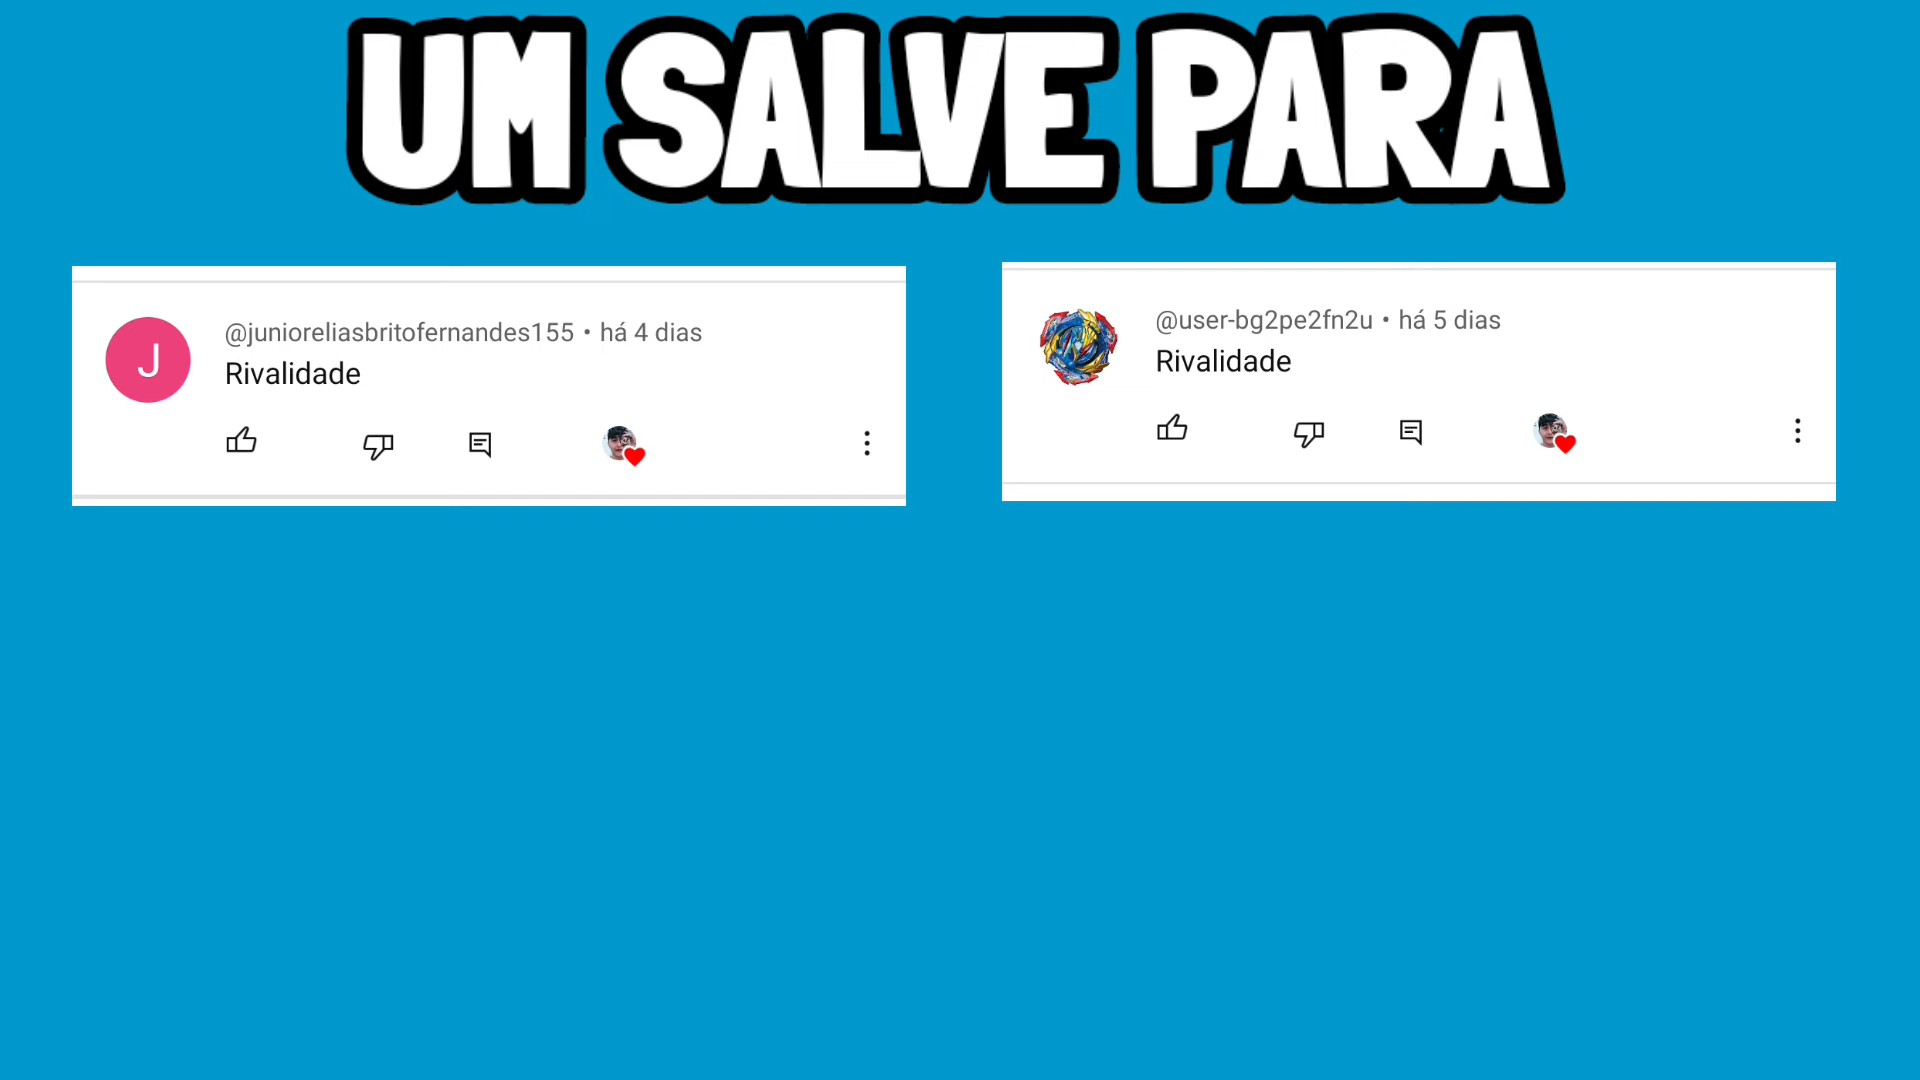 UM SALVE PARA
@junioreliasbritofernandes155 • há 4 dias
Rivalidade
J
@user-bg2pe2fn2u • há 5 dias
Rivalidade